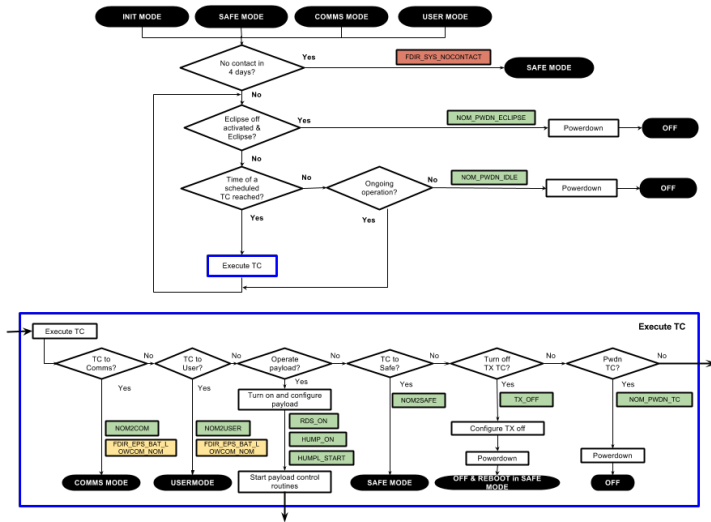 INIT MODE
SAFE MODE
COMMS MODE
USER MODE
No contact in
4 days?
Yes
FDIR_SYS_NOCONTACT
SAFE MODE
No
Eclipse off
activated &
Eclipse?
Yes
NOM_PWDN_ECLIPSE
Powerdown
OFF
No
Time of a
scheduled
TC reached?
No
Ongoing
operation?
No
NOM_PWDN_IDLE
Powerdown
OFF
Yes
Yes
Execute TC
Execute TC
Execute TC
TC to
Comms?
No
TC to
User?
No
Operate
payload?
No
TC to
Safe?
No
Turn off
TX TC?
No
Pwdn
TC?
No
Yes
Yes
Yes
Yes
Yes
Yes
Turn on and configure
payload
NOM2COM
FDIR_EPS_BAT_L
OWCOM_NOM
NOM2USER
FDIR_EPS_BAT_L
OWCOM_NOM
RDS_ON
HUMP_ON
HUMPL_START
NOM2SAFE
TX_OFF
NOM_PWDN_TC
Configure TX off
Powerdown
Powerdown
COMMS MODE
USERMODE
Start payload control
routines
SAFE MODE
OFF & REBOOT in SAFE
MODE
OFF